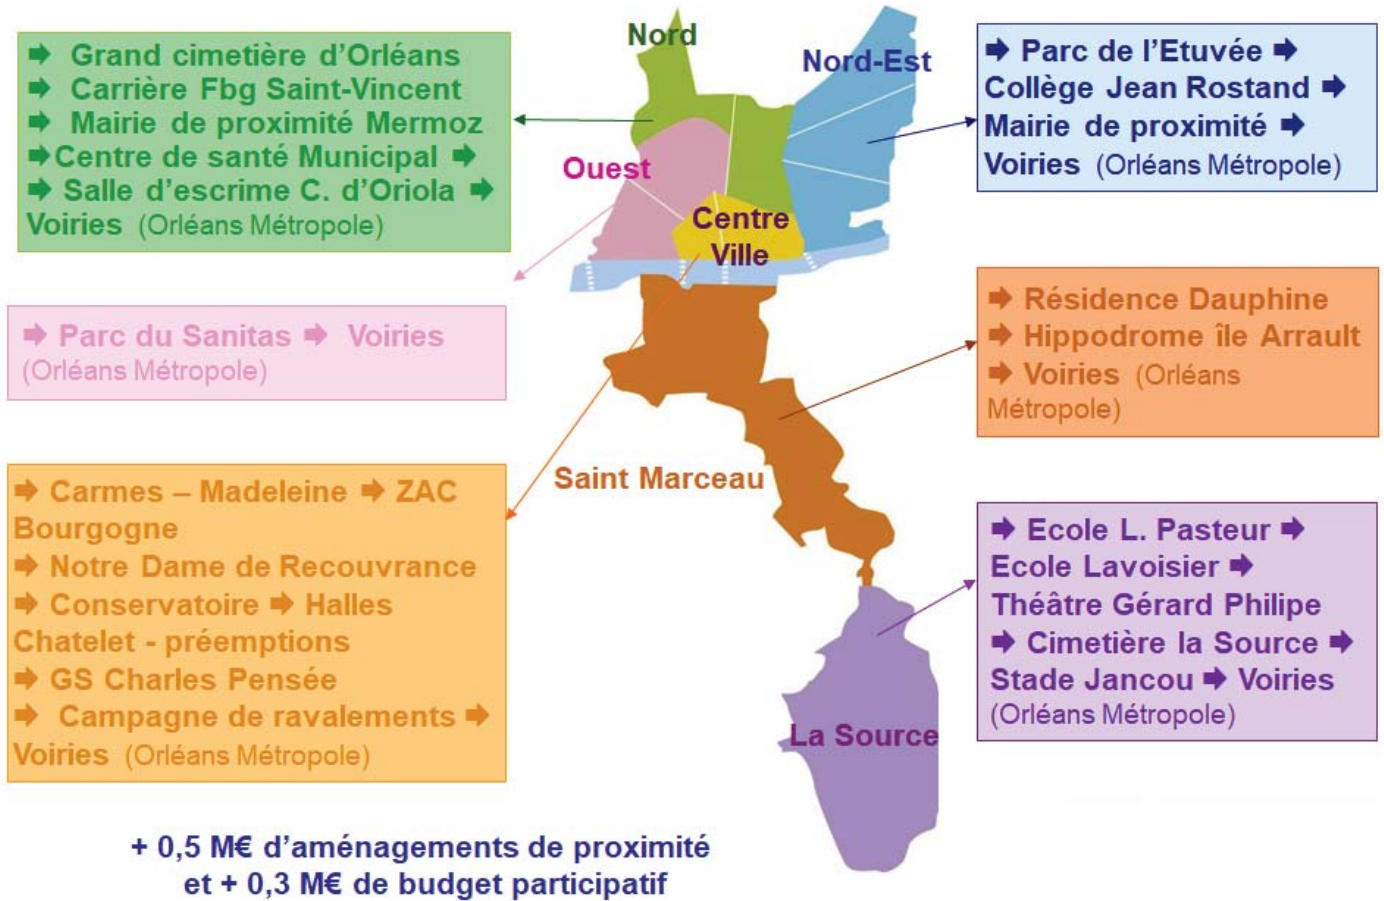 Nord
Nord-Est
Ouest
Centre
Ville
Saint Marceau
La Source
➡ Grand cimetière d’Orléans
➡ Carrière Fbg Saint-Vincent
➡ Mairie de proximité Mermoz
➡Centre de santé Municipal ➡
➡ Salle d’escrime C. d’Oriola ➡
Voiries (Orléans Métropole)
➡ Parc de l’Etuvée ➡
Collège Jean Rostand ➡
Mairie de proximité ➡
Voiries (Orléans Métropole)
➡ Parc du Sanitas ➡ Voiries
(Orléans Métropole)
➡ Résidence Dauphine
➡ Hippodrome île Arrault
➡ Voiries (Orléans
Métropole)
➡ Carmes – Madeleine ➡ ZAC
Bourgogne
➡ Notre Dame de Recouvrance
➡ Conservatoire ➡ Halles
Chatelet - préemptions
➡ GS Charles Pensée
➡ Campagne de ravalements ➡
Voiries (Orléans Métropole)
➡ Ecole L. Pasteur ➡
Ecole Lavoisier ➡
Théâtre Gérard Philipe
➡ Cimetière la Source ➡
Stade Jancou ➡ Voiries
(Orléans Métropole)
+ 0,5 M€ d’aménagements de proximité
et + 0,3 M€ de budget participatif